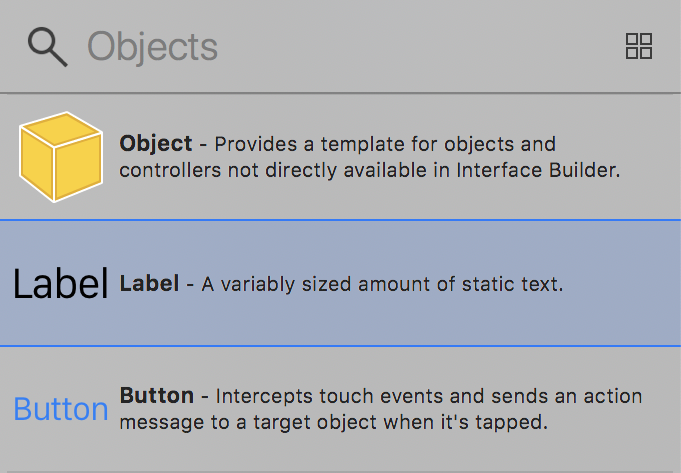 Objects
Object - Provides a template for objects and
controllers not directly available in Interface Builder.
Label Label - A variably sized amount of static text.
Button Button - Intercepts touch events and sends an action
message to a target object when it's tapped.